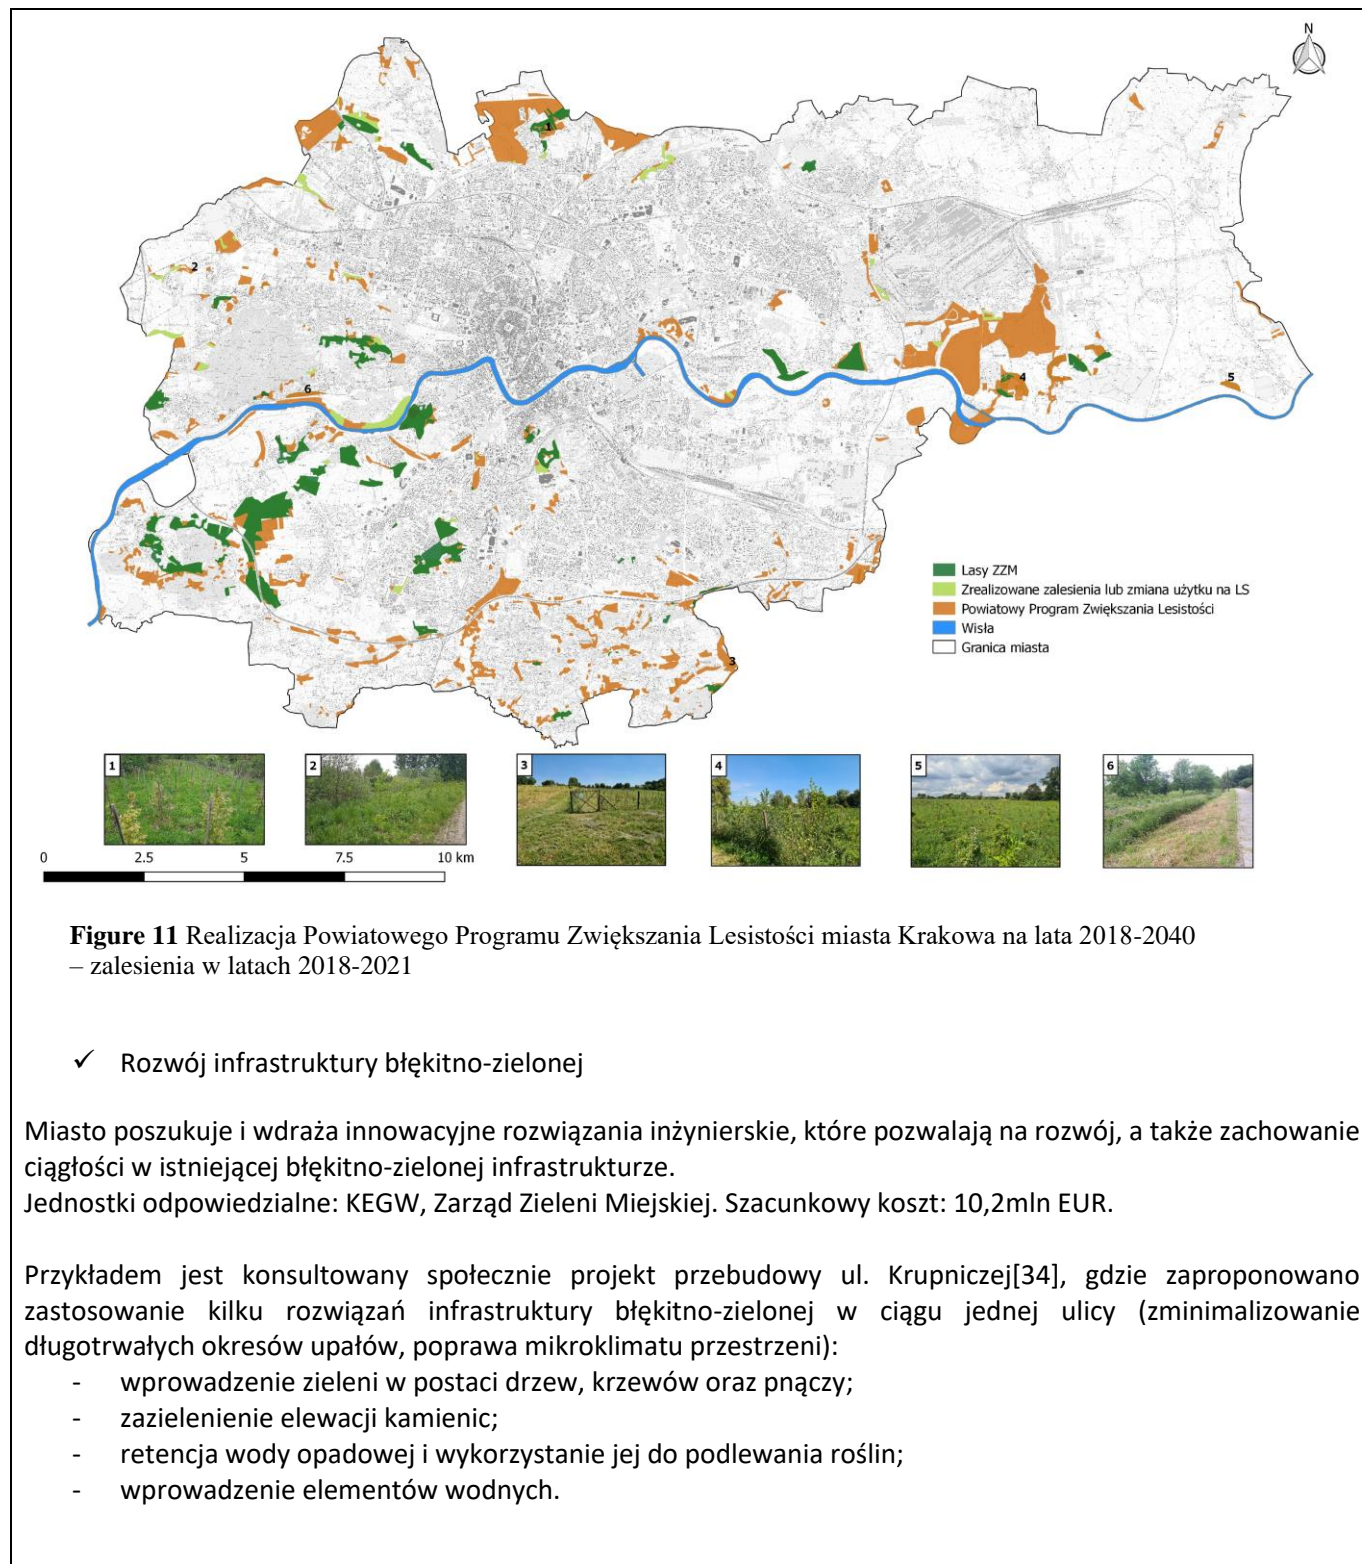 N
1
2
6
4
5
3
Lasy ZZM
Zrealizowane zalesienia lub zmiana użytku na LS
Powiatowy Program Zwiększania Lesistości
Wisła
Granica miasta
1
2
3
4
5
6
0 2.5 5 7.5 10 km
Figure 11 Realizacja Powiatowego Programu Zwiększania Lesistości miasta Krakowa na lata 2018-2040
– zalesienia w latach 2018-2021
✓ Rozwój infrastruktury błękitno-zielonej
Miasto poszukuje i wdraża innowacyjne rozwiązania inżynierskie, które pozwalają na rozwój, a także zachowanie
ciągłości w istniejącej błękitno-zielonej infrastrukturze.
Jednostki odpowiedzialne: KEGW, Zarząd Zieleni Miejskiej. Szacunkowy koszt: 10,2mln EUR.
Przykładem jest konsultowany społecznie projekt przebudowy ul. Krupniczej[34], gdzie zaproponowano
zastosowanie kilku rozwiązań infrastruktury błękitno-zielonej w ciągu jednej ulicy (zminimalizowanie
długotrwałych okresów upałów, poprawa mikroklimatu przestrzeni):
- wprowadzenie zieleni w postaci drzew, krzewów oraz pnączy;
- zazielenienie elewacji kamienic;
- retencja wody opadowej i wykorzystanie jej do podlewania roślin;
- wprowadzenie elementów wodnych.